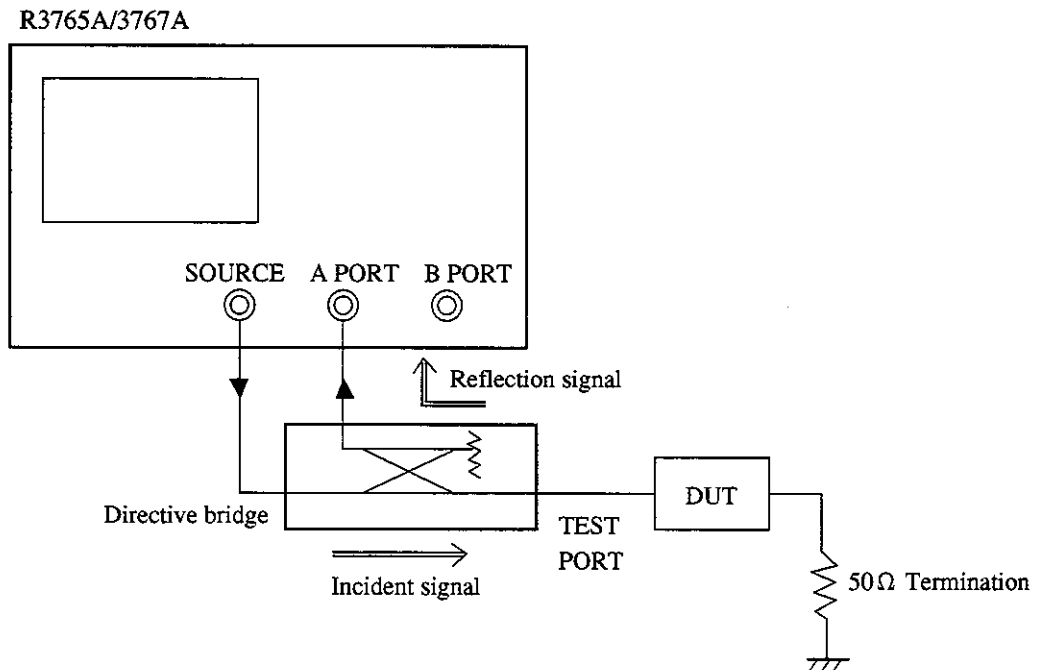 R3765A/3767A
SOURCE A PORT B PORT
Reflection signal
Directive bridge
DUT
TEST
PORT
Incident signal
50Ω Termination